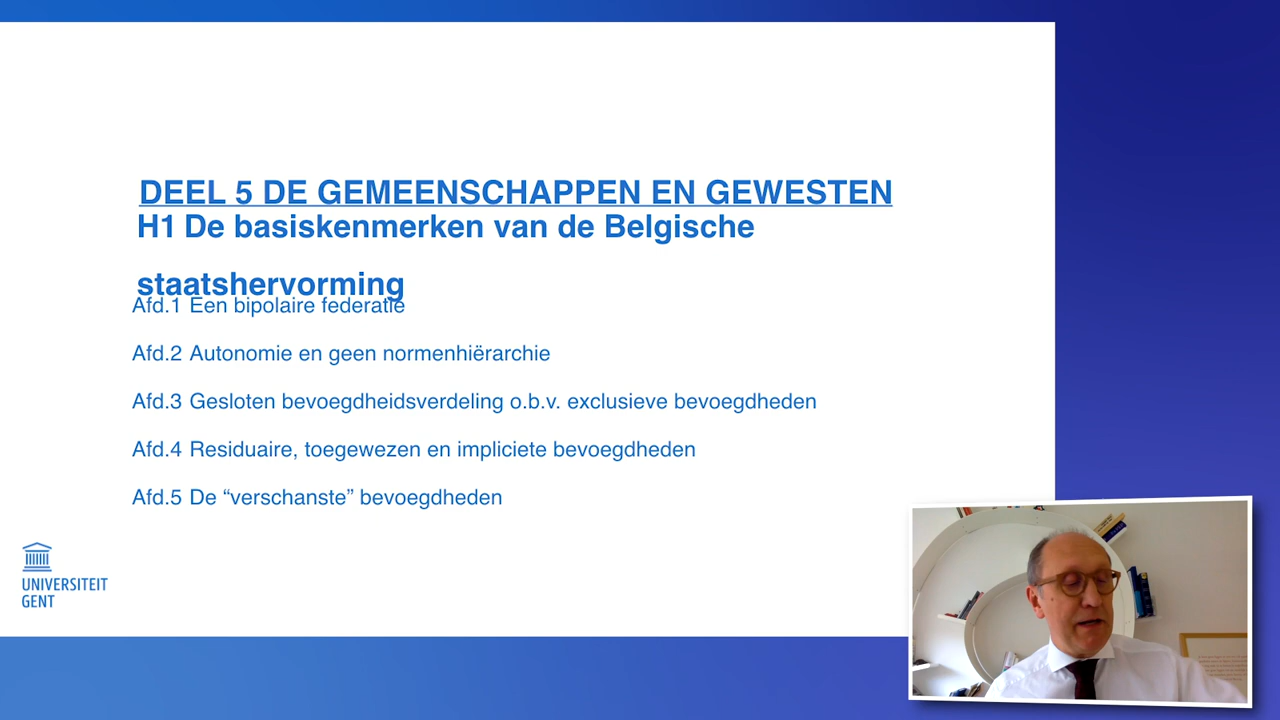 DEEL 5 DE GEMEENSCHAPPEN EN GEWESTEN
H1 De basiskenmerken van de Belgische
staatshervorming
Afd.1 Een bipolaire federatie
Afd.2 Autonomie en geen normenhiërarchie
Afd.3 Gesloten bevoegdheidsverdeling o.b.v. exclusieve bevoegdheden
Afd.4 Residuaire, toegewezen en impliciete bevoegdheden
Afd.5 De “verschanste” bevoegdheden
UNIVERSITEIT
GENT